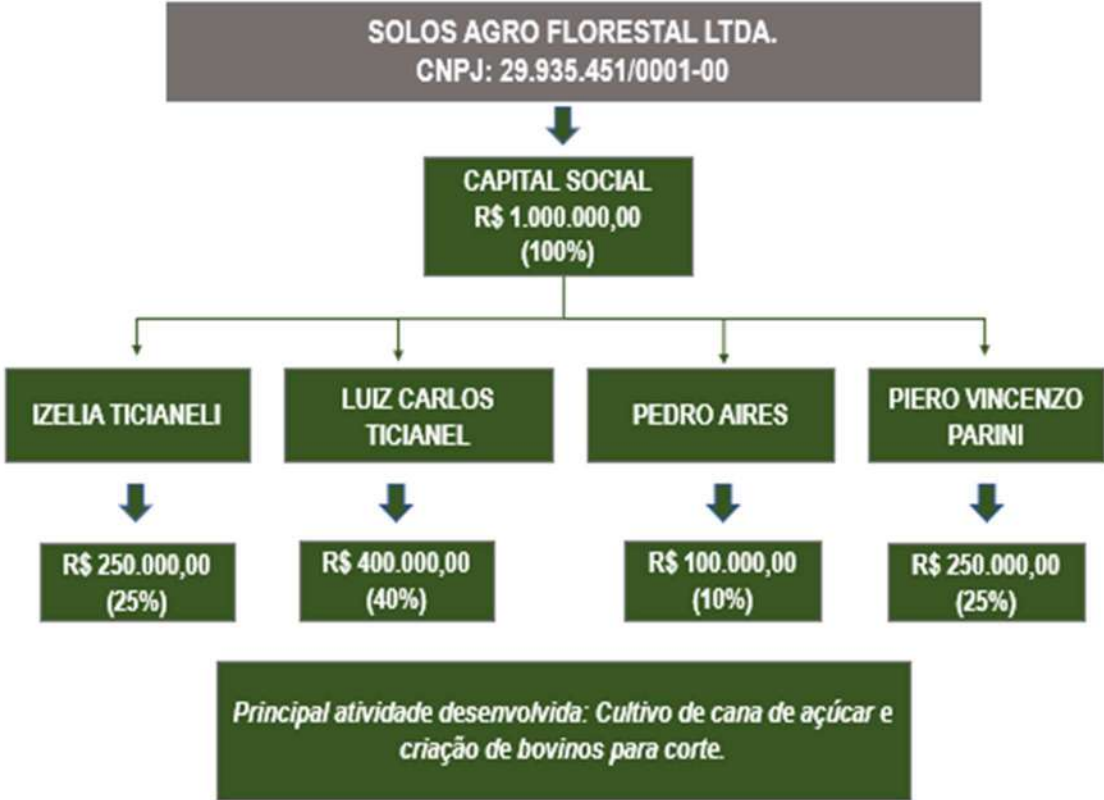 SOLOS AGRO FLORESTAL LTDA.
CNPJ: 29.935.451/0001-00
CAPITAL SOCIAL
R$ 1.000.000,00
(100%)
IZELIA TICIANELI
LUIZ CARLOS
TICIANEL
PEDRO AIRES
PIERO VINCENZO
PARINI
R$ 250.000,00
(25%)
R$ 400.000,00
(40%)
R$ 100.000,00
(10%)
R$ 250.000,00
(25%)
Principal atividade desenvolvida: Cultivo de cana de açúcar e
criação de bovinos para corte.